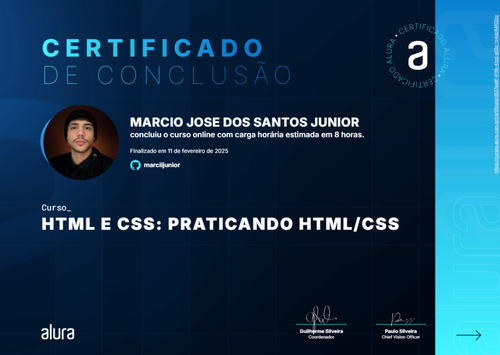 CERTIFICADO
DE CONCLUSÃO
CERTIFICADO ALURA • CERTIFICADO ALURA •
a
MARCIO JOSE DOS SANTOS JUNIOR
concluiu o curso online com carga horária estimada em 8 horas.
Finalizado em 11 de fevereiro de 2025
marciijunior
Curso_
HTML E CSS: PRATICANDO HTML/CSS
alura
Guilherme Silveira
Coordenador
Paulo Silveira
Chief Vision Officer
alura